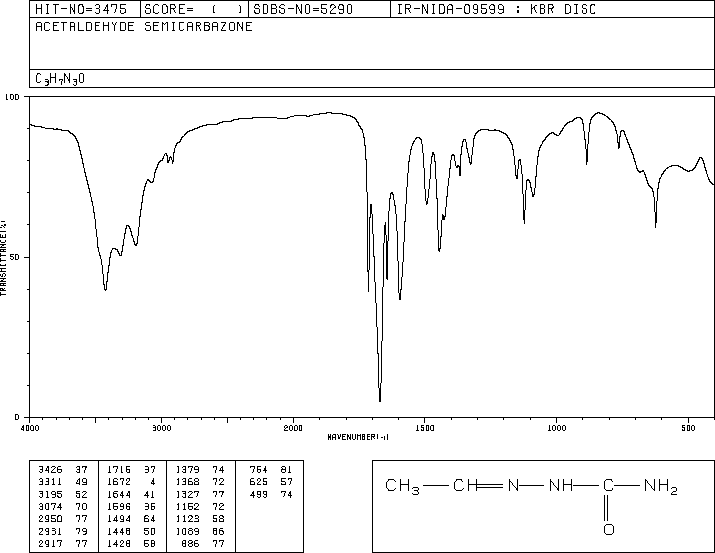 HIT-NO=3475 SCORE= ( ) SDBS-NO=5290 IR-NIDA-09599 : KBR DISC
ACETALDEHYDE SEMICARBAZONE
C3H7N3O
100
50
0
TRANSMITTANCE(%)
4000 3000 2000 1500 1000 500
WAVENUMBER(-1)
3426 37 1716 37 1379 74 764 81
3311 49 1672 4 1368 72 625 57
3195 52 1644 41 1327 77 499 74
3074 70 1596 36 1152 72
2950 77 1494 64 1123 58
2931 79 1448 50 1089 66
2917 77 1428 58 886 77
CH3 CH N NH C NH2
O